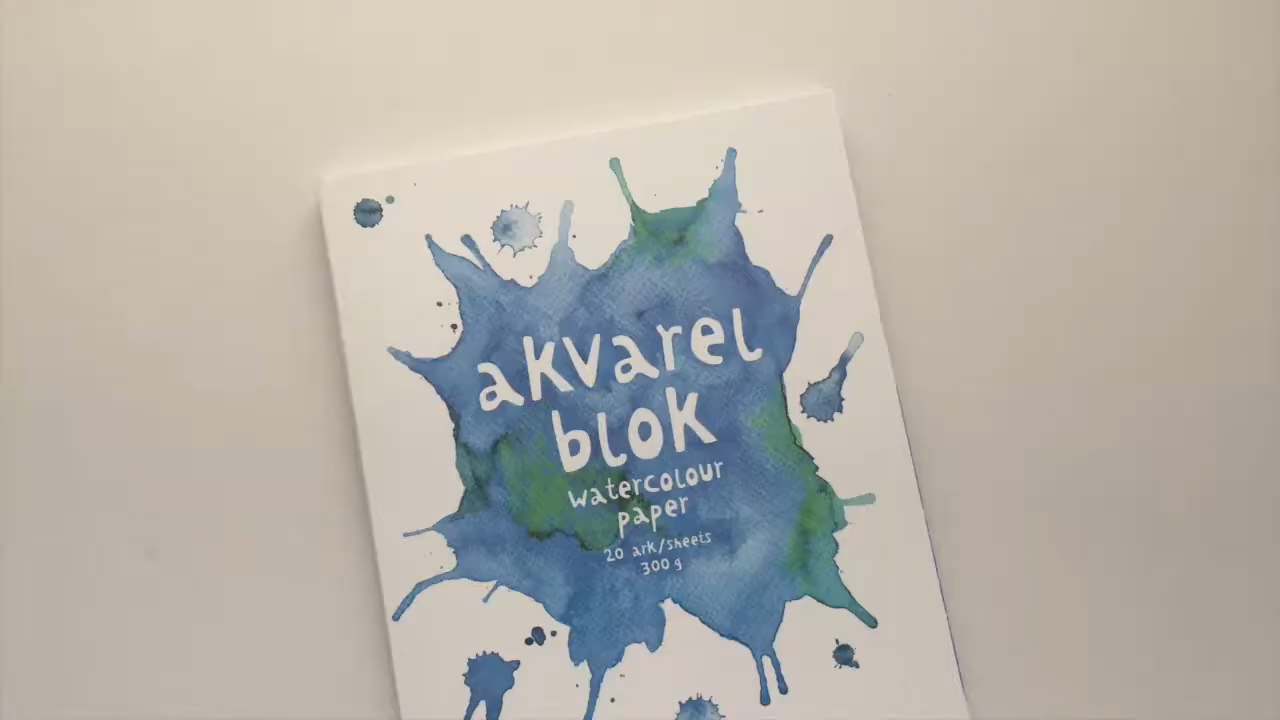 akvarel
blok
watercolour
paper
20 ark/sheets
300 g